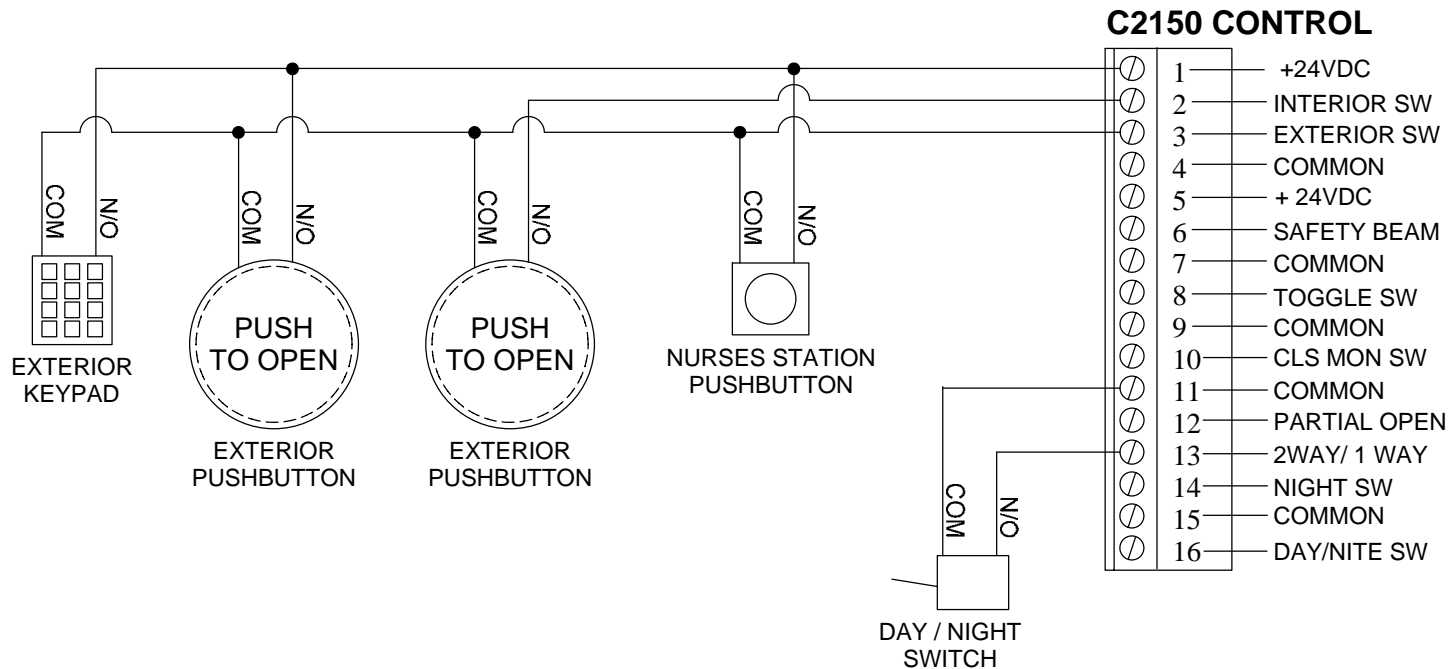 C2150 CONTROL
1 +24VDC
2 INTERIOR SW
3 EXTERIOR SW
4 COMMON
5 + 24VDC
6 SAFETY BEAM
7 COMMON
8 TOGGLE SW
9 COMMON
10 CLS MON SW
11 COMMON
12 PARTIAL OPEN
13 2WAY/ 1 WAY
14 NIGHT SW
15 COMMON
16 DAY/NITE SW
COM
N/O
EXTERIOR
KEYPAD
COM
N/O
PUSH
TO OPEN
EXTERIOR
PUSHBUTTON
COM
N/O
PUSH
TO OPEN
EXTERIOR
PUSHBUTTON
COM
N/O
NURSES STATION
PUSHBUTTON
COM
N/O
DAY / NIGHT
SWITCH